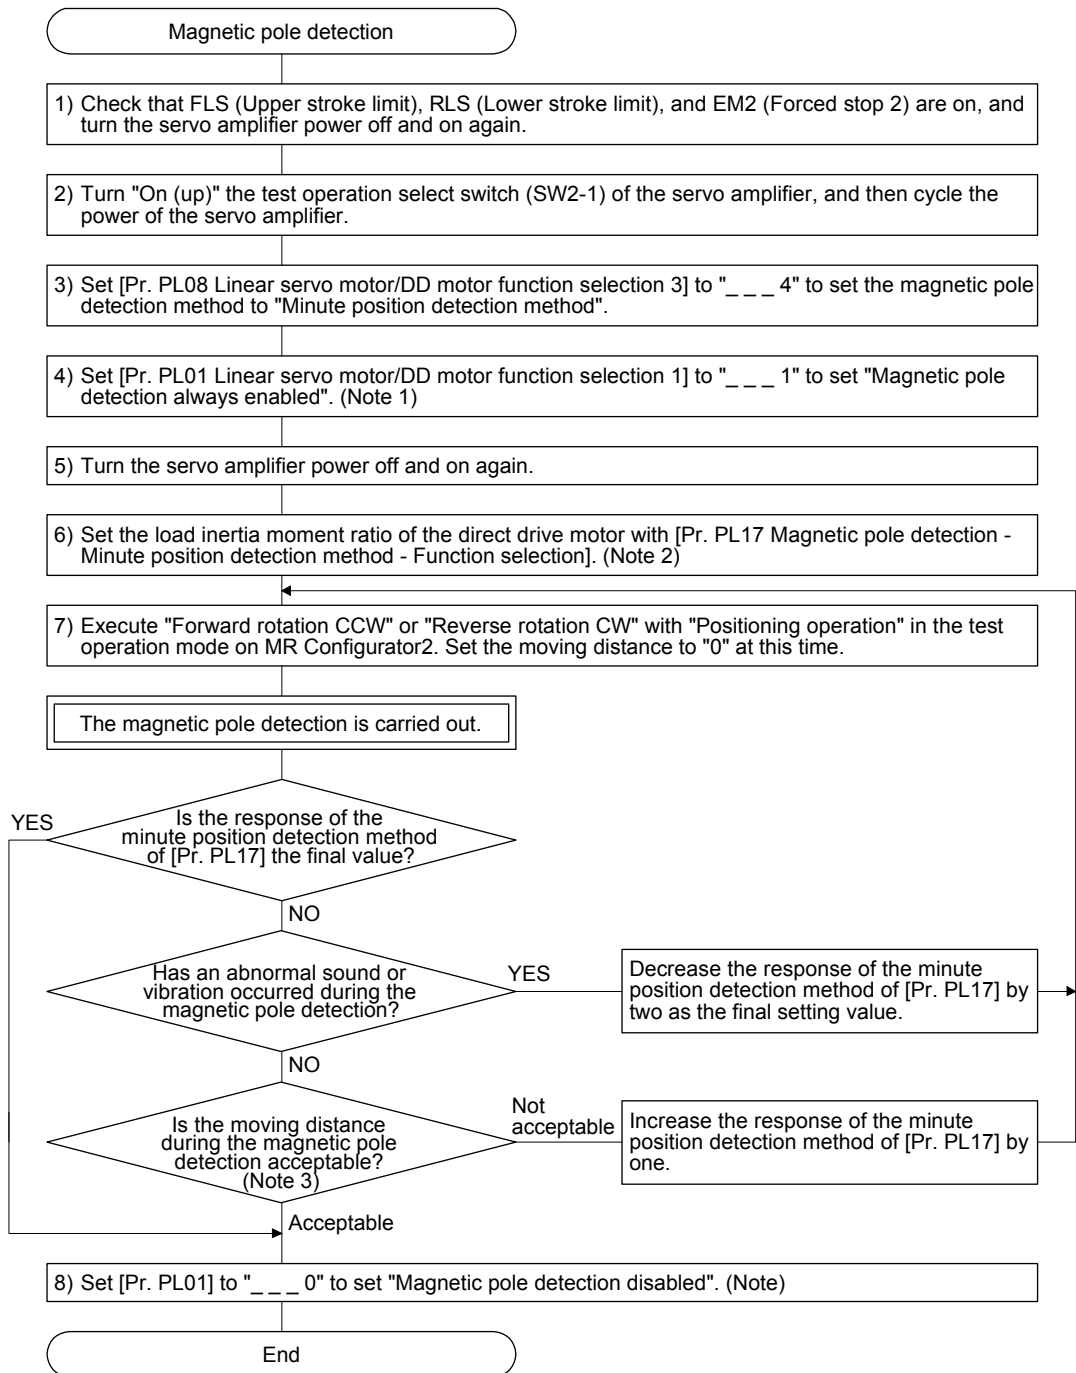 Magnetic pole detection
1) Check that FLS (Upper stroke limit), RLS (Lower stroke limit), and EM2 (Forced stop 2) are on, and
turn the servo amplifier power off and on again.
2) Turn "On (up)" the test operation select switch (SW2-1) of the servo amplifier, and then cycle the
power of the servo amplifier.
3) Set [Pr. PL08 Linear servo motor/DD motor function selection 3] to "_ _ _ 4" to set the magnetic pole
detection method to "Minute position detection method".
4) Set [Pr. PL01 Linear servo motor/DD motor function selection 1] to "_ _ _ 1" to set "Magnetic pole
detection always enabled". (Note 1)
5) Turn the servo amplifier power off and on again.
6) Set the load inertia moment ratio of the direct drive motor with [Pr. PL17 Magnetic pole detection -
Minute position detection method - Function selection]. (Note 2)
7) Execute "Forward rotation CCW" or "Reverse rotation CW" with "Positioning operation" in the test
operation mode on MR Configurator2. Set the moving distance to "0" at this time.
The magnetic pole detection is carried out.
YES
Is the response of the
minute position detection method
of [Pr. PL17] the final value?
NO
Has an abnormal sound or
vibration occurred during the
magnetic pole detection?
YES
Decrease the response of the minute
position detection method of [Pr. PL17] by
two as the final setting value.
NO
Is the moving distance
during the magnetic pole
detection acceptable?
(Note 3)
Not
acceptable
Increase the response of the minute
position detection method of [Pr. PL17] by
one.
Acceptable
8) Set [Pr. PL01] to "_ _ _ 0" to set "Magnetic pole detection disabled". (Note)
End